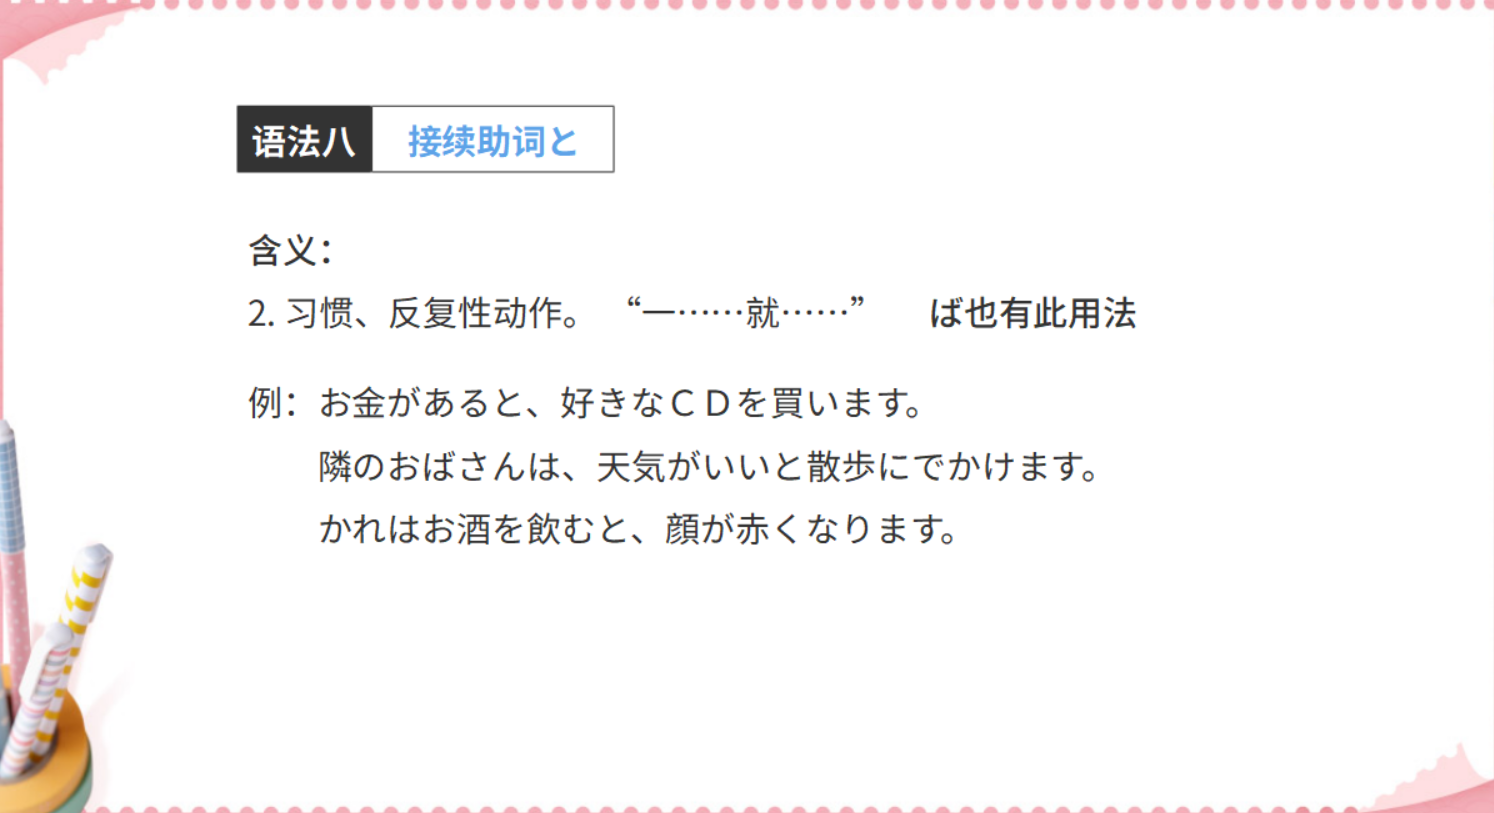 语法八 接续助词と
含义：
2. 习惯、反复性动作。 “一……就……” ば也有此用法
例：お金があると、好きなＣＤを買います。
隣のおばさんは、天気がいいと散歩にでかけます。
かれはお酒を飲むと、顔が赤くなります。